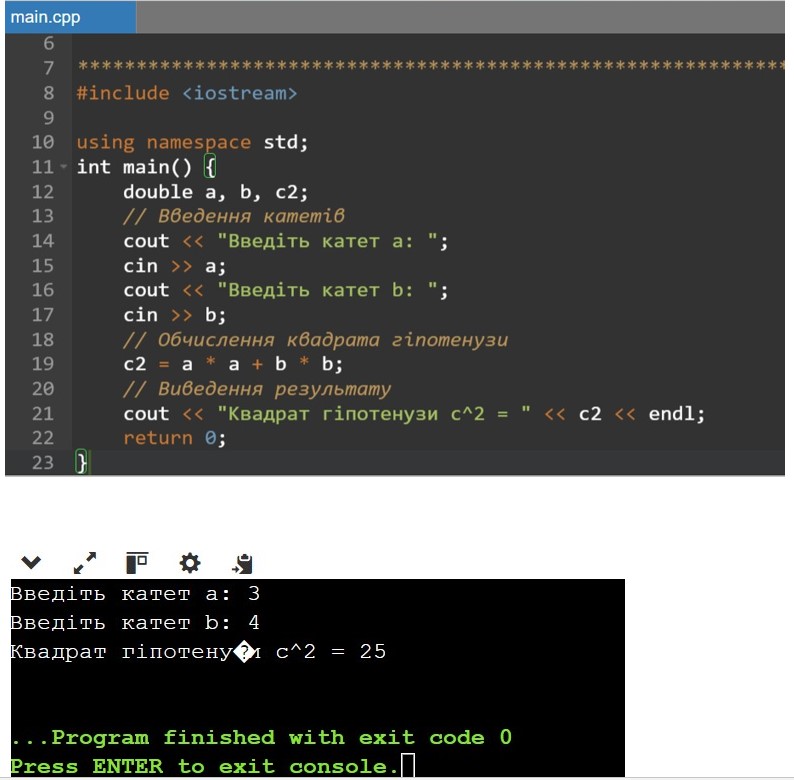 main.cpp
6
7 *************************************************************
8 #include <iostream>
9
10 using namespace std;
11 int main() {
12 double a, b, c2;
13 // Введення катетів
14 cout << "Введіть катет a: ";
15 cin >> a;
16 cout << "Введіть катет b: ";
17 cin >> b;
18 // Обчислення квадрата гіпотенузи
19 c2 = a * a + b * b;
20 // Виведення результату
21 cout << "Квадрат гіпотенузи c^2 = " << c2 << endl;
22 return 0;
23 }
Введіть катет a: 3
Введіть катет b: 4
Квадрат гіпотену�и c^2 = 25
...Program finished with exit code 0
Press ENTER to exit console.